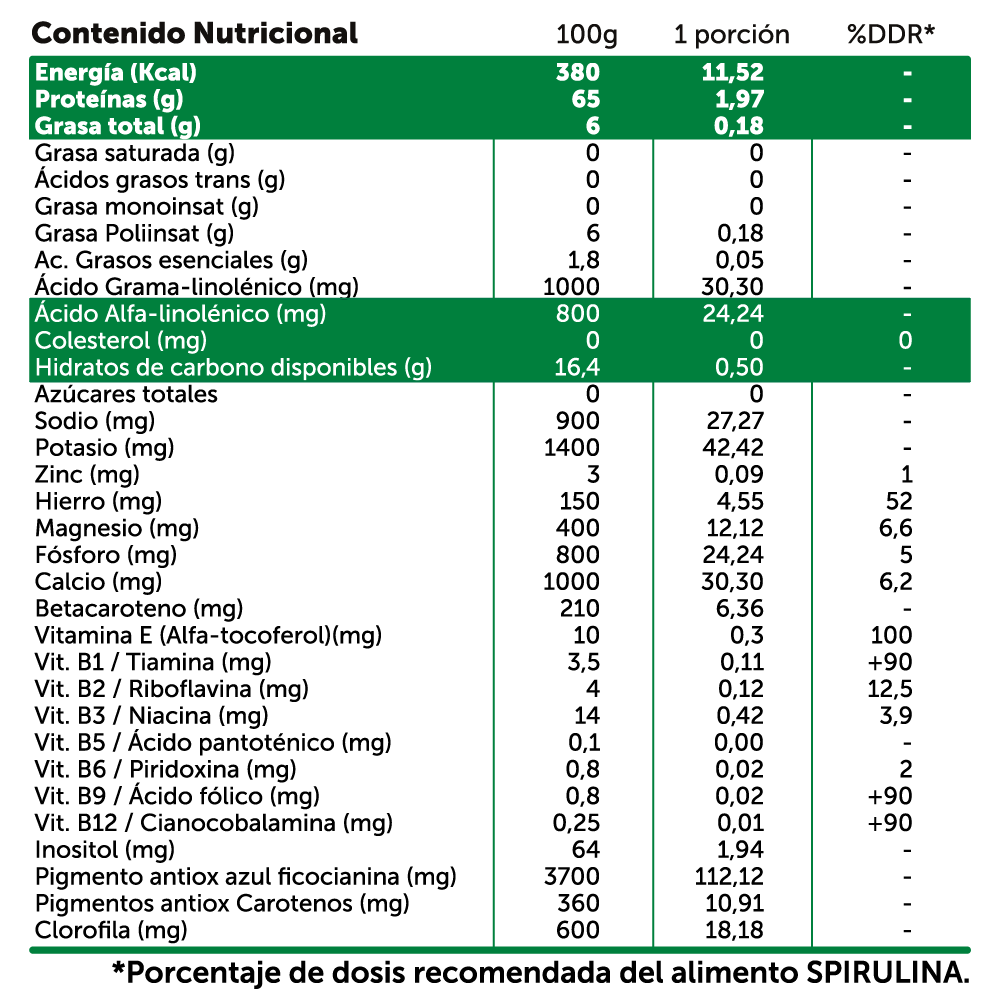 Contenido Nutricional 100g 1 porción %DDR*
Energía (Kcal) 380 11,52 -
Proteínas (g) 65 1,97 -
Grasa total (g) 6 0,18 -
Grasa saturada (g) 0 0 -
Ácidos grasos trans (g) 0 0 -
Grasa monoinsat (g) 0 0 -
Grasa Poliinsat (g) 6 0,18 -
Ac. Grasos esenciales (g) 1,8 0,05 -
Ácido Grama-linolénico (mg) 1000 30,30 -
Ácido Alfa-linolénico (mg) 800 24,24 -
Colesterol (mg) 0 0 0
Hidratos de carbono disponibles (g) 16,4 0,50 -
Azúcares totales 0 0 -
Sodio (mg) 900 27,27 -
Potasio (mg) 1400 42,42 -
Zinc (mg) 3 0,09 1
Hierro (mg) 150 4,55 52
Magnesio (mg) 400 12,12 6,6
Fósforo (mg) 800 24,24 5
Calcio (mg) 1000 30,30 6,2
Betacaroteno (mg) 210 6,36 -
Vitamina E (Alfa-tocoferol)(mg) 10 0,3 100
Vit. B1 / Tiamina (mg) 3,5 0,11 +90
Vit. B2 / Riboflavina (mg) 4 0,12 12,5
Vit. B3 / Niacina (mg) 14 0,42 3,9
Vit. B5 / Ácido pantoténico (mg) 0,1 0,00 -
Vit. B6 / Piridoxina (mg) 0,8 0,02 2
Vit. B9 / Ácido fólico (mg) 0,8 0,02 +90
Vit. B12 / Cianocobalamina (mg) 0,25 0,01 +90
Inositol (mg) 64 1,94 -
Pigmento antiox azul ficocianina (mg) 3700 112,12 -
Pigmentos antiox Carotenos (mg) 360 10,91 -
Clorofila (mg) 600 18,18 -
*Porcentaje de dosis recomendada del alimento SPIRULINA.